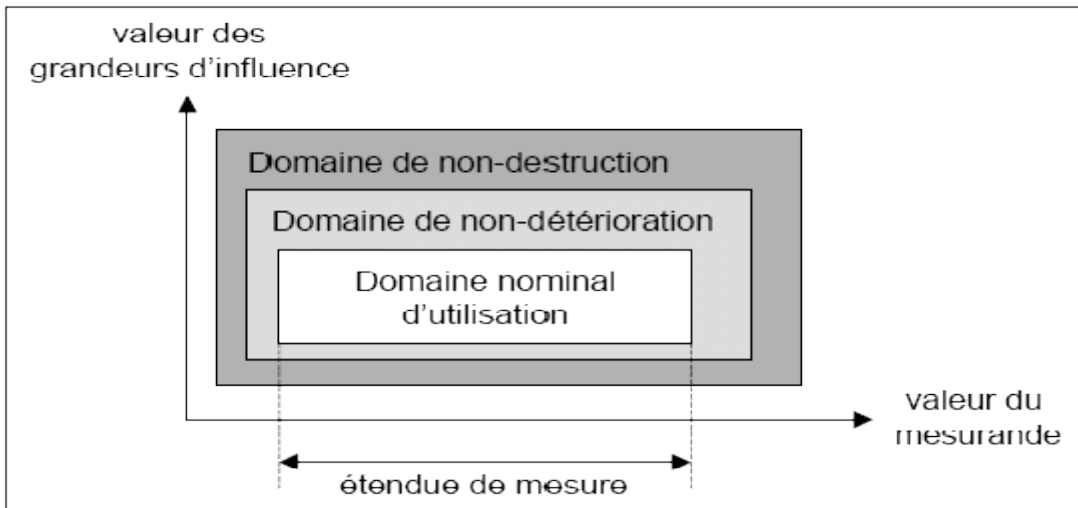 valeur des
grandeurs d'influence
Domaine de non-destruction
Domaine de non-détérioration
Domaine nominal
d'utilisation
valeur du
mesurande
étendue de mesure